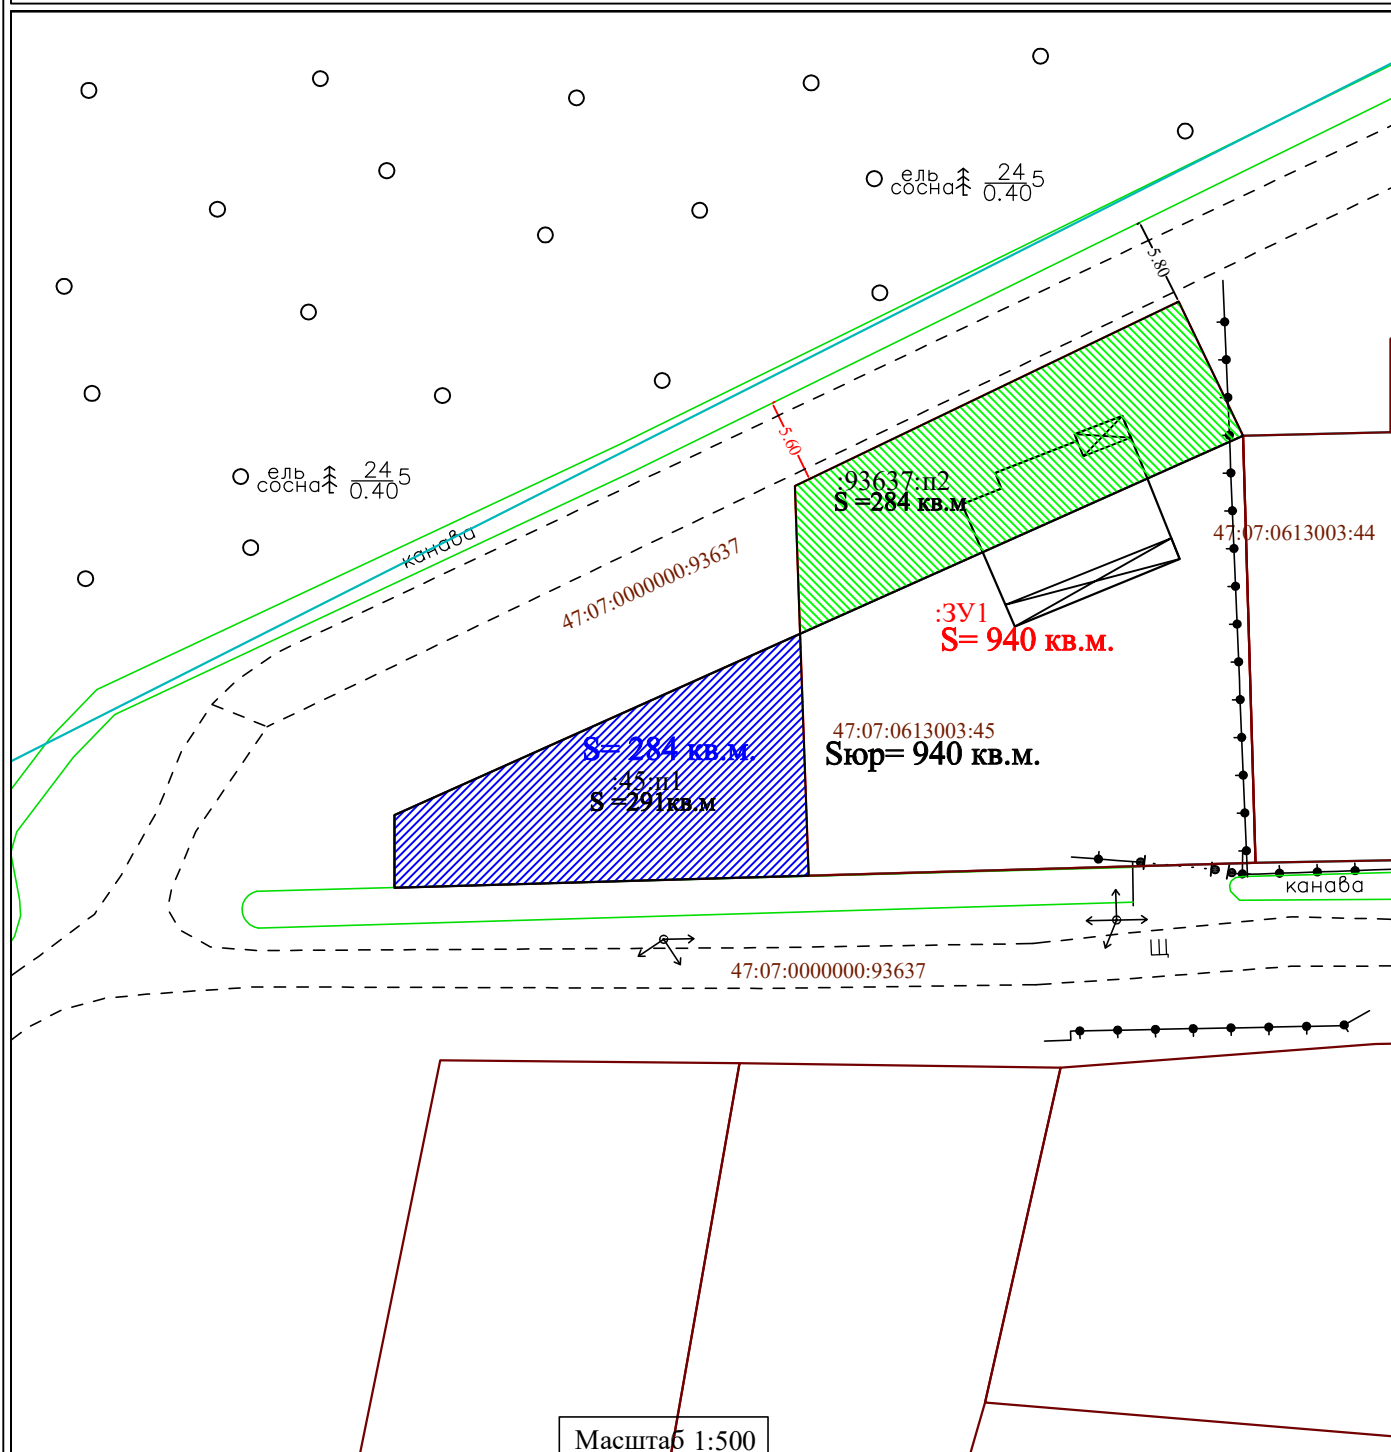 ель 24 5
сосна 0.40
5.80
5.60
ель 24 5
сосна 0.40
:93637:п2
S =284 кв.м
канава
47:07:0000000:93637
47:07:0613003:44
:ЗУ1
S= 940 кв.м.
47:07:0613003:45
Sюр= 940 кв.м.
S= 284 кв.м.
:45:п1
S =291кв.м
канава
Щ
47:07:0000000:93637
Масштаб 1:500